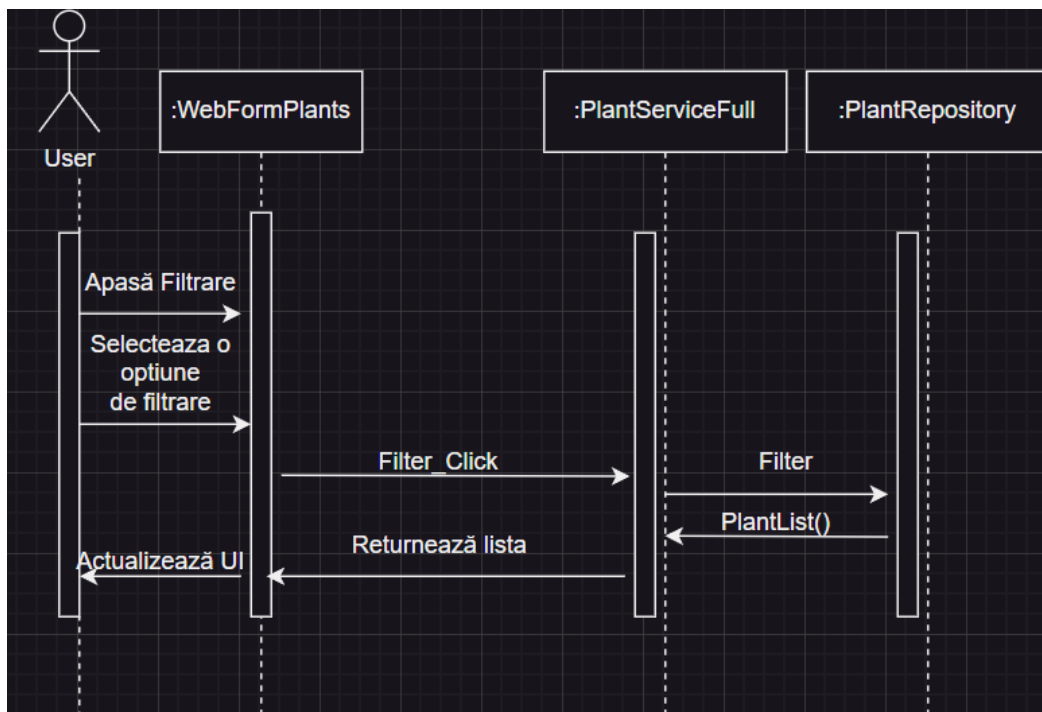 :WebFormPlants
:PlantServiceFull
:PlantRepository
User
Apasă Filtrare
Selecteaza o
optiune
de filtrare
Filter_Click
Filter
PlantList()
Returnează lista
Actualizează UI